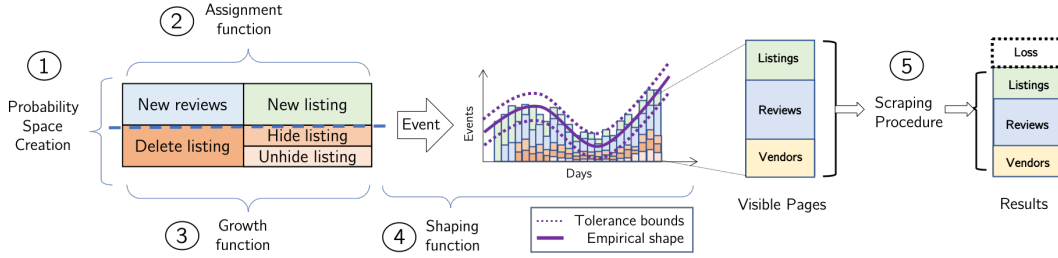 1
Probability
Space
Creation
2
Assignment
function
New reviews
New listing
Delete listing
Hide listing
Unhide listing
3
Growth
function
Event
Events
Days
4
Shaping
function
Tolerance bounds
Empirical shape
Listings
Reviews
Vendors
Visible Pages
5
Scraping
Procedure
Loss
Listings
Reviews
Vendors
Results